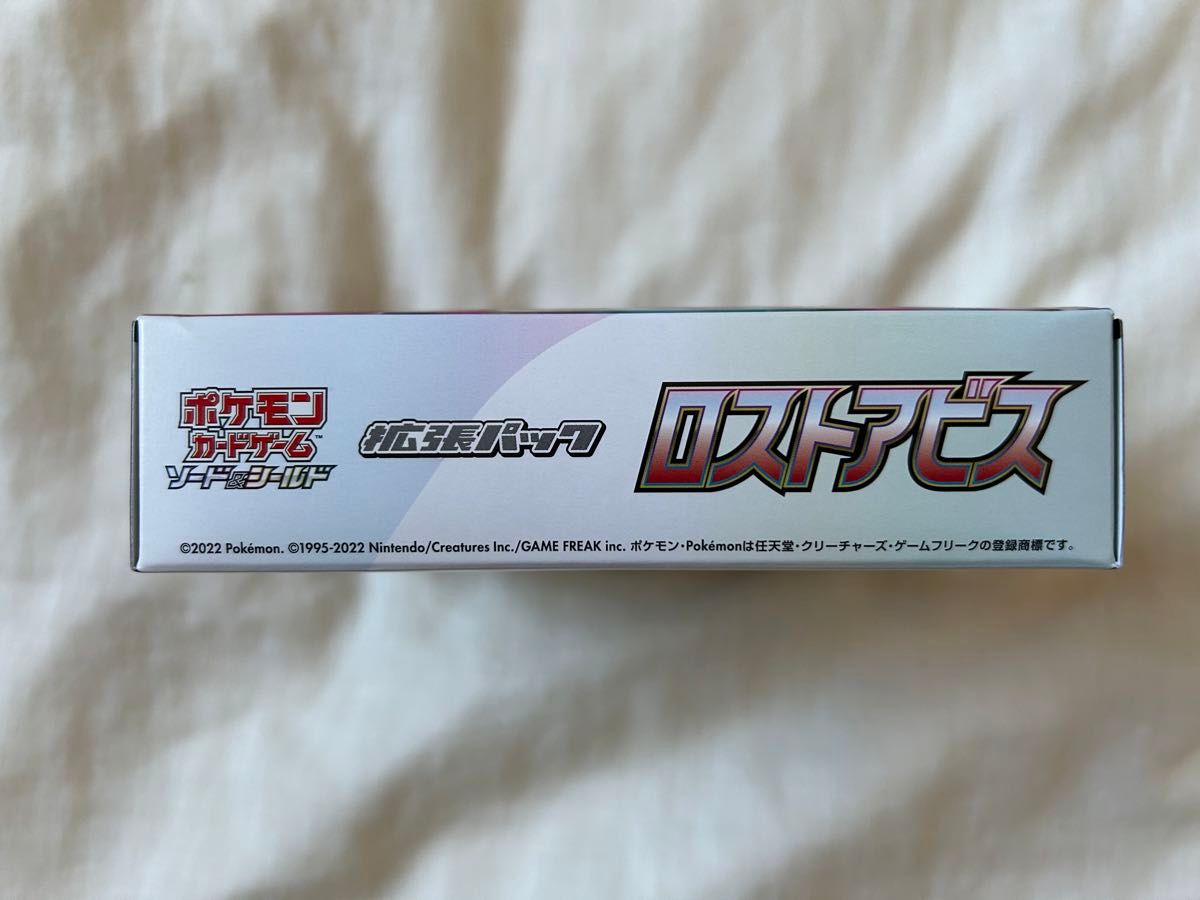 ポケモン
カードゲーム™
ソード&シールド
拡張パック
ロストアビス
©2022 Pokémon. ©1995-2022 Nintendo/Creatures Inc./GAME FREAK inc. ポケモン・Pokémonは任天堂・クリーチャーズ・ゲームフリークの登録商標です。